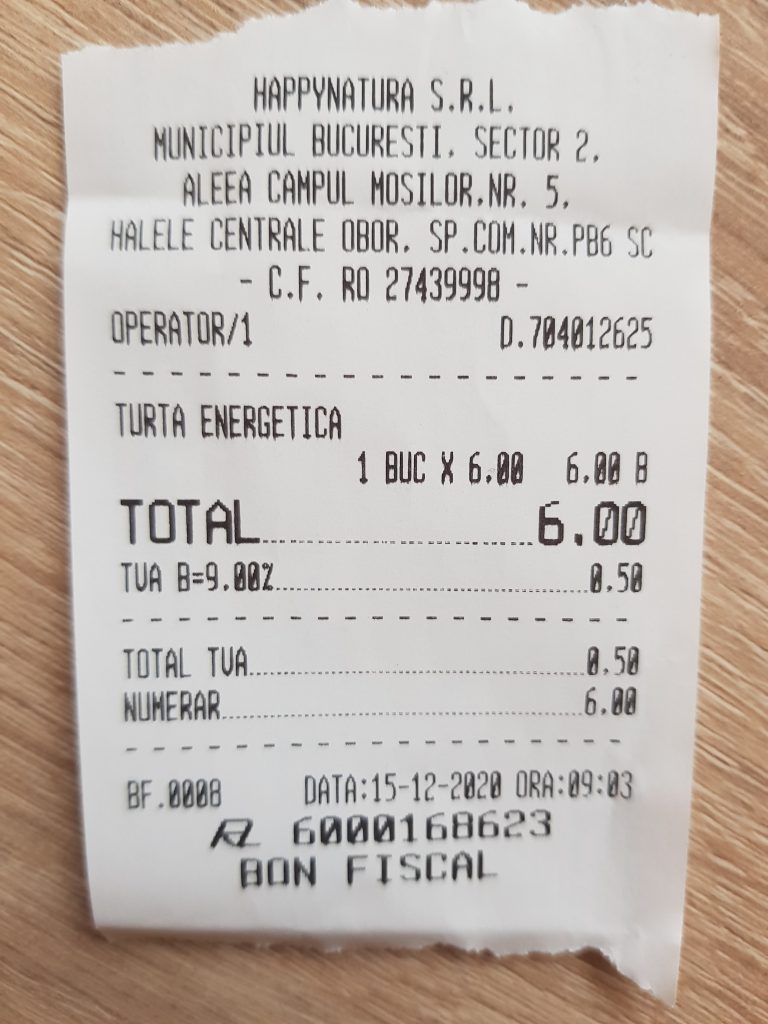 HAPPYNATURA S.R.L.
MUNICIPIUL BUCURESTI, SECTOR 2,
ALEEA CAMPUL MOSILOR,NR. 5,
HALELE CENTRALE OBOR, SP.COM.NR.PB6 SC
- C.F. RO 27439998 -
OPERATOR/1 D.704012625
TURTA ENERGETICA
1 BUC X 6.00 6.00 B
TOTAL 6.00
TVA B=9.00% 0.50
TOTAL TVA 0.50
NUMERAR 6.00
BF.0008 DATA:15-12-2020 ORA:09:03
6000168623
BON FISCAL